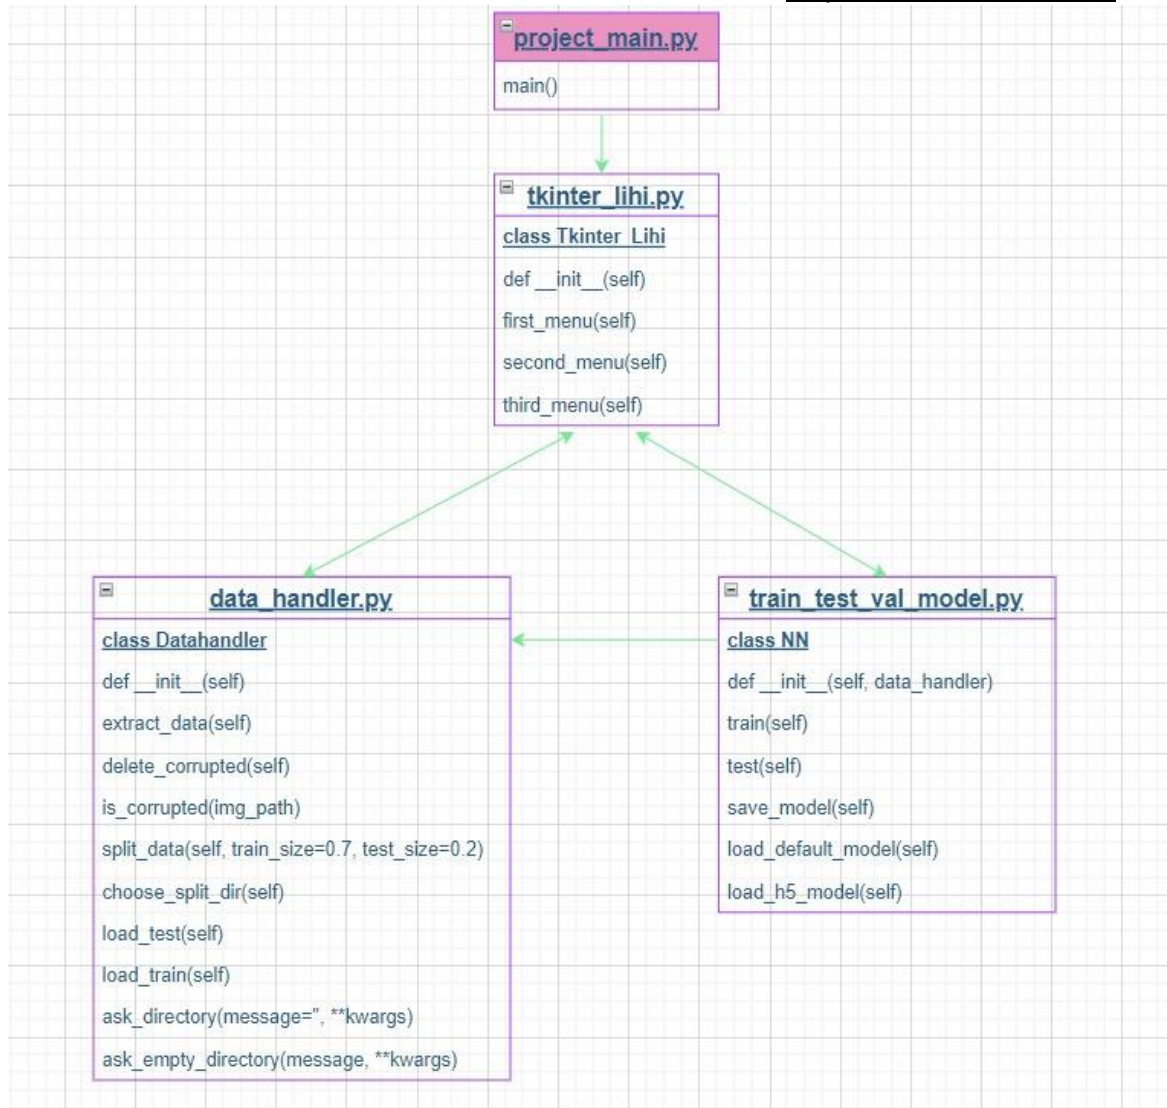 project_main.py
main()
tkinter_lihi.py
class Tkinter_Lihi
def __init__(self)
first_menu(self)
second_menu(self)
third_menu(self)
data_handler.py
class Datahandler
def __init__(self)
extract_data(self)
delete_corrupted(self)
is_corrupted(img_path)
split_data(self, train_size=0.7, test_size=0.2)
choose_split_dir(self)
load_test(self)
load_train(self)
ask_directory(message='', **kwargs)
ask_empty_directory(message, **kwargs)
train_test_val_model.py
class NN
def __init__(self, data_handler)
train(self)
test(self)
save_model(self)
load_default_model(self)
load_h5_model(self)